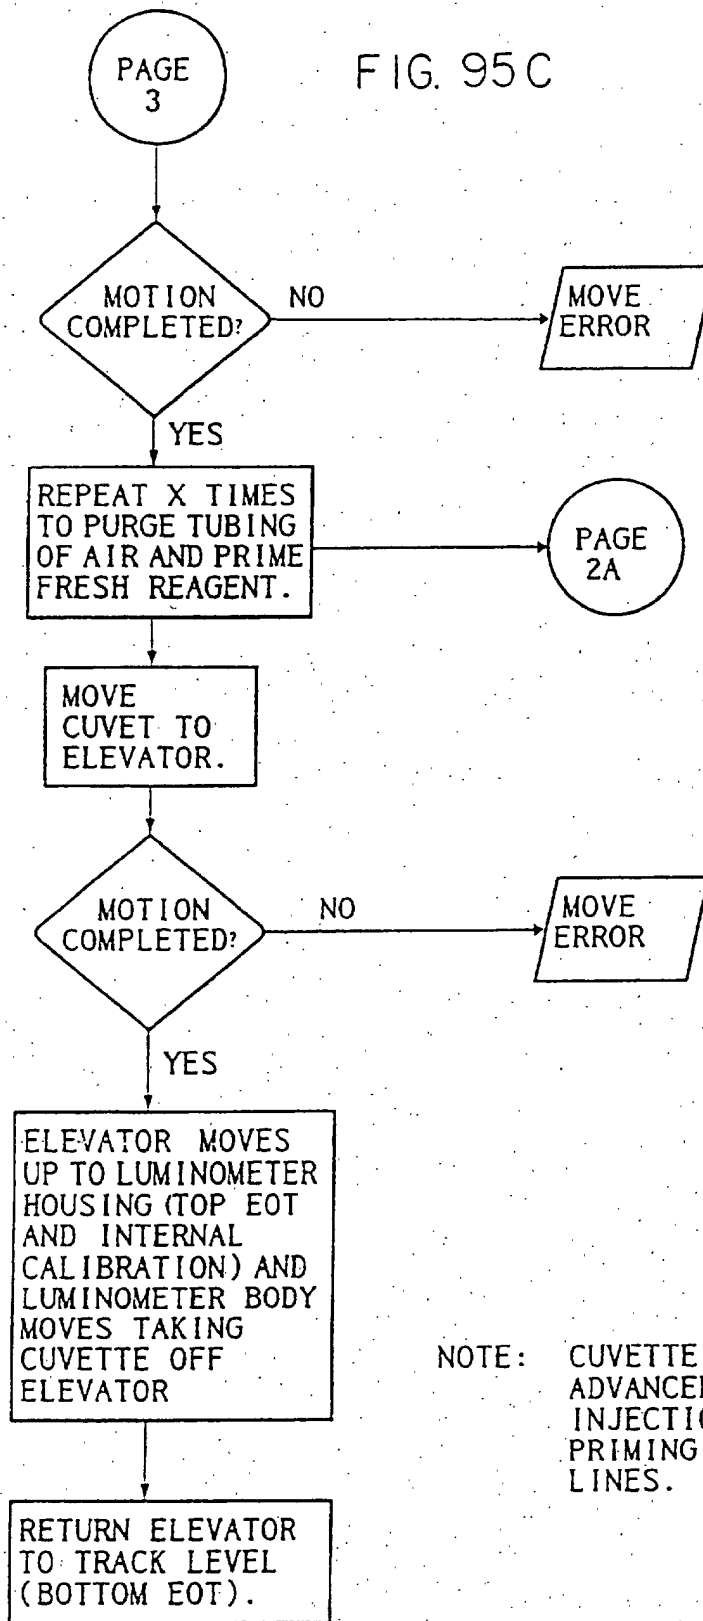 FIG. 95C
PAGE
3
MOTION
COMPLETED?
NO
MOVE
ERROR
YES
REPEAT X TIMES
TO PURGE TUBING
OF AIR AND PRIME
FRESH REAGENT.
PAGE
2A
MOVE
CUVET TO
ELEVATOR.
MOTION
COMPLETED?
NO
MOVE
ERROR
YES
ELEVATOR MOVES
UP TO LUMINOMETER
HOUSING (TOP EOT
AND INTERNAL
CALIBRATION) AND
LUMINOMETER BODY
MOVES TAKING
CUVETTE OFF
ELEVATOR
NOTE: CUVETTE
PRIMING
LINES.
RETURN ELEVATOR
TO TRACK LEVEL
(BOTTOM EOT).